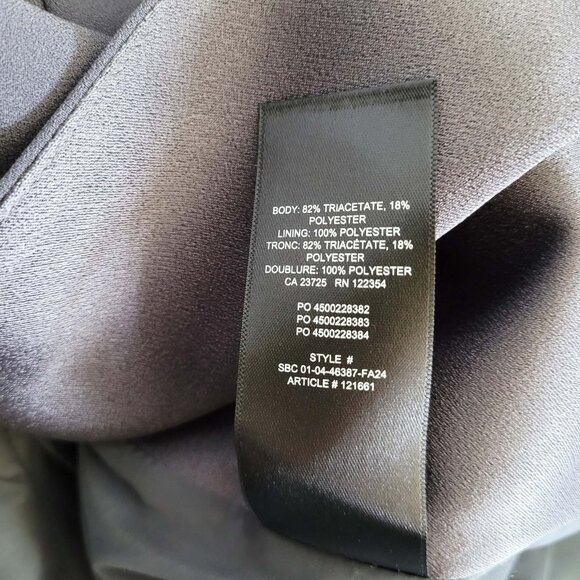 BODY: 82% TRIACETATE, 18%
POLYESTER
LINING: 100% POLYESTER
TRONC: 82% TRIACÉTATE, 18%
POLYESTER
DOUBLURE: 100% POLYESTER
CA 23725 RN 122354
PO 4500228382
PO 4500228383
PO 4500228384
STYLE #
SBC 01-04-46387-FA24
ARTICLE # 121661